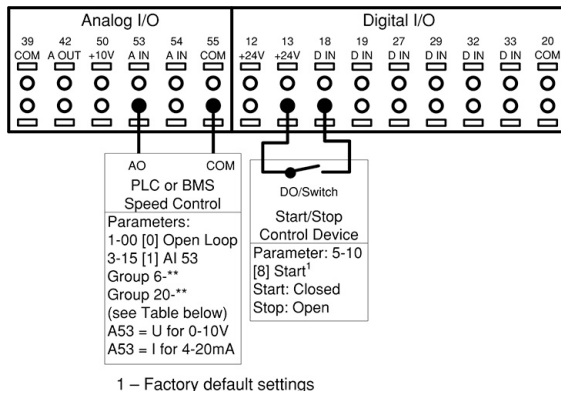 Analog I/O
Digital I/O
39 42 50 53 54 55 12 13 18 19 27 29 32 33 20
COM A OUT +10V A IN A IN COM +24V +24V D IN D IN D IN D IN D IN D IN COM
AO COM
PLC or BMS
Speed Control
Parameters:
1-00 [0] Open Loop
3-15 [1] AI 53
Group 6-**
Group 20-**
(see Table below)
A53 = U for 0-10V
A53 = I for 4-20mA
DO/Switch
Start/Stop
Control Device
Parameter: 5-10
[8] Start¹
Start: Closed
Stop: Open
1 – Factory default settings